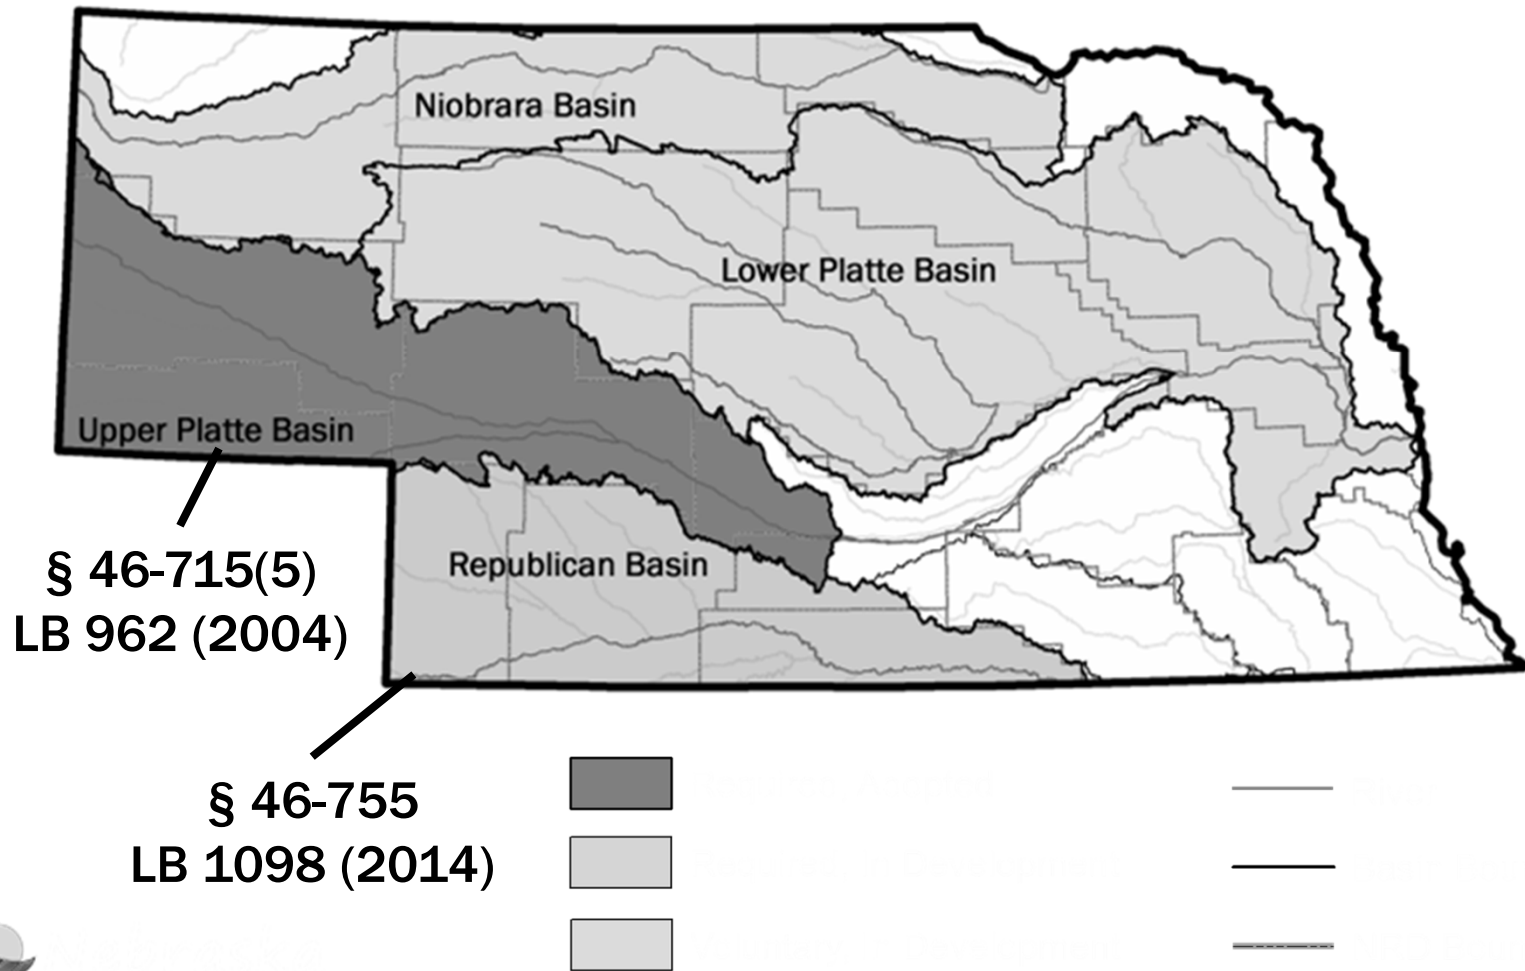 Niobrara Basin
Lower Platte Basin
Upper Platte Basin
§ 46-715(5)
LB 962 (2004)
Republican Basin
§ 46-755
LB 1098 (2014)